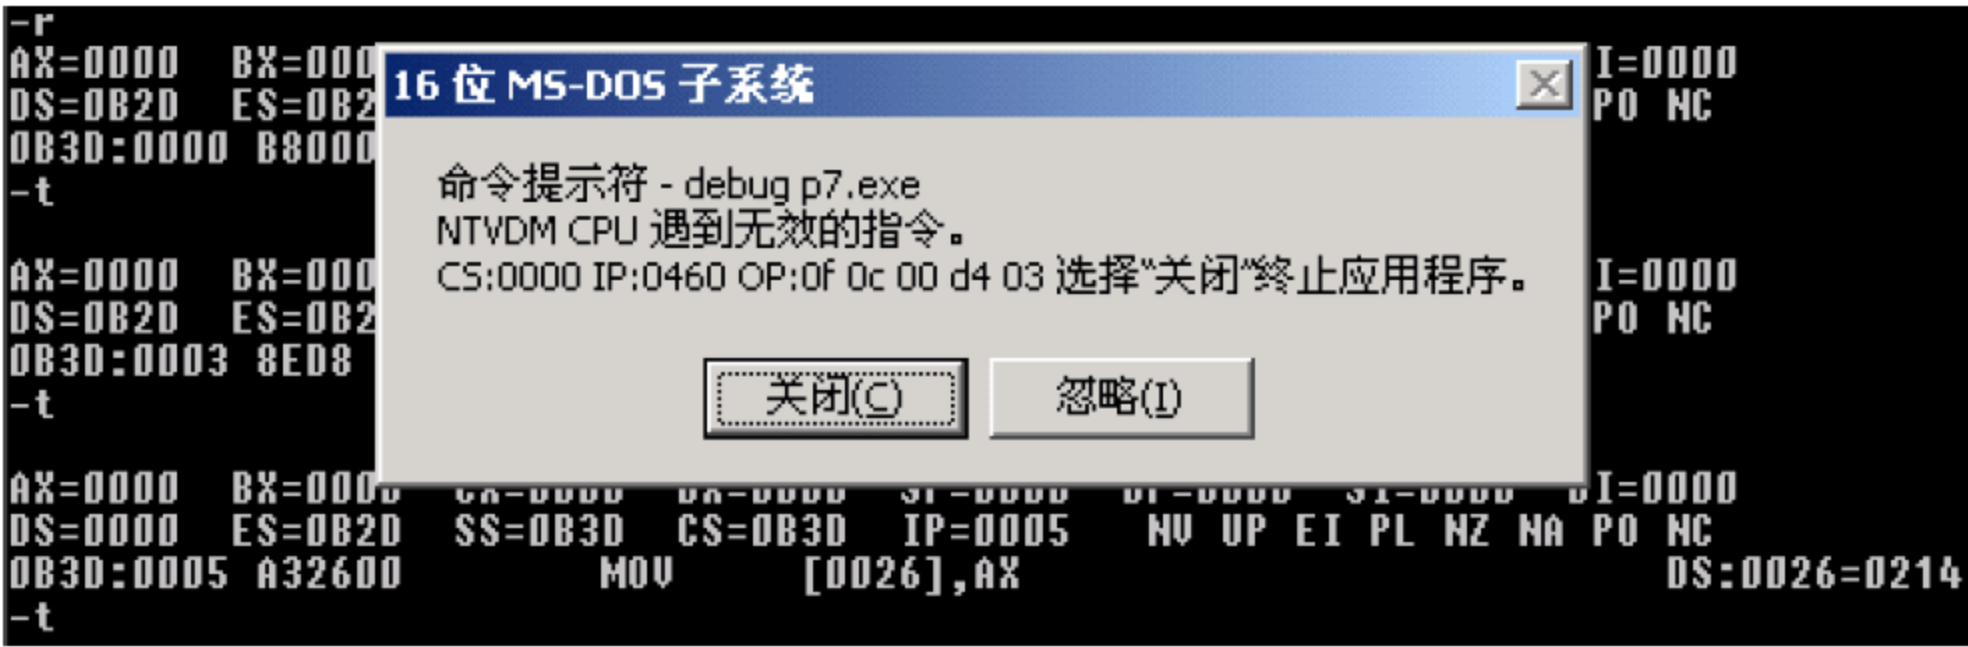 -r
AX=0000 BX=000
I=0000
DS=0B2D ES=0B2
PO NC
0B3D:0000 B8000
-t
AX=0000 BX=000
I=0000
DS=0B2D ES=0B2
PO NC
0B3D:0003 8ED8
-t
16 位 MS-DOS 子系统
命令提示符 - debug p7.exe
NTVDM CPU 遇到无效的指令。
CS:0000 IP:0460 OP:0f 0c 00 d4 03 选择“关闭”终止应用程序。
关闭(C)
忽略(I)
AX=0000 BX=0000 I=0000
DS=0000 ES=0B2D SS=0B3D CS=0B3D IP=0005 NV UP EI PL NZ NA PO NC
0B3D:0005 A32600 MOV [0026],AX DS:0026=0214
-t